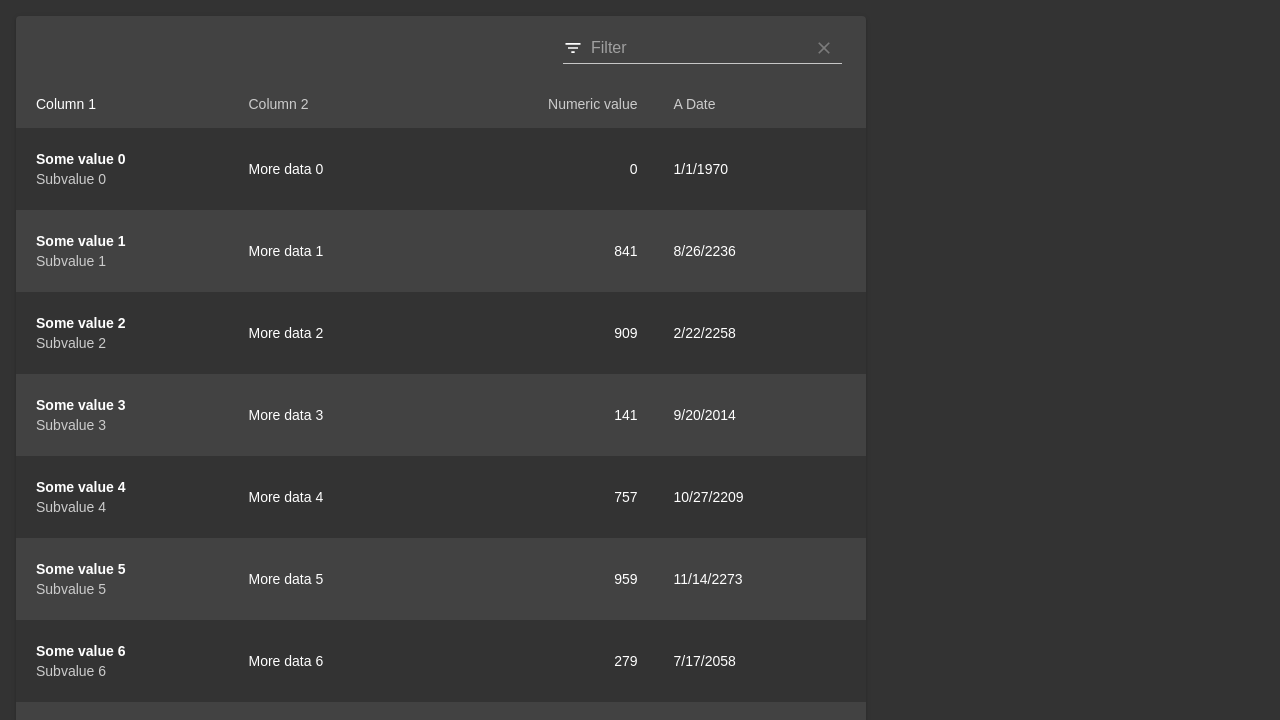 Filter
Column 1 Column 2 Numeric value A Date
Some value 0
Subvalue 0
More data 0 0 1/1/1970
Some value 1
Subvalue 1
More data 1 841 8/26/2236
Some value 2
Subvalue 2
More data 2 909 2/22/2258
Some value 3
Subvalue 3
More data 3 141 9/20/2014
Some value 4
Subvalue 4
More data 4 757 10/27/2209
Some value 5
Subvalue 5
More data 5 959 11/14/2273
Some value 6
Subvalue 6
More data 6 279 7/17/2058